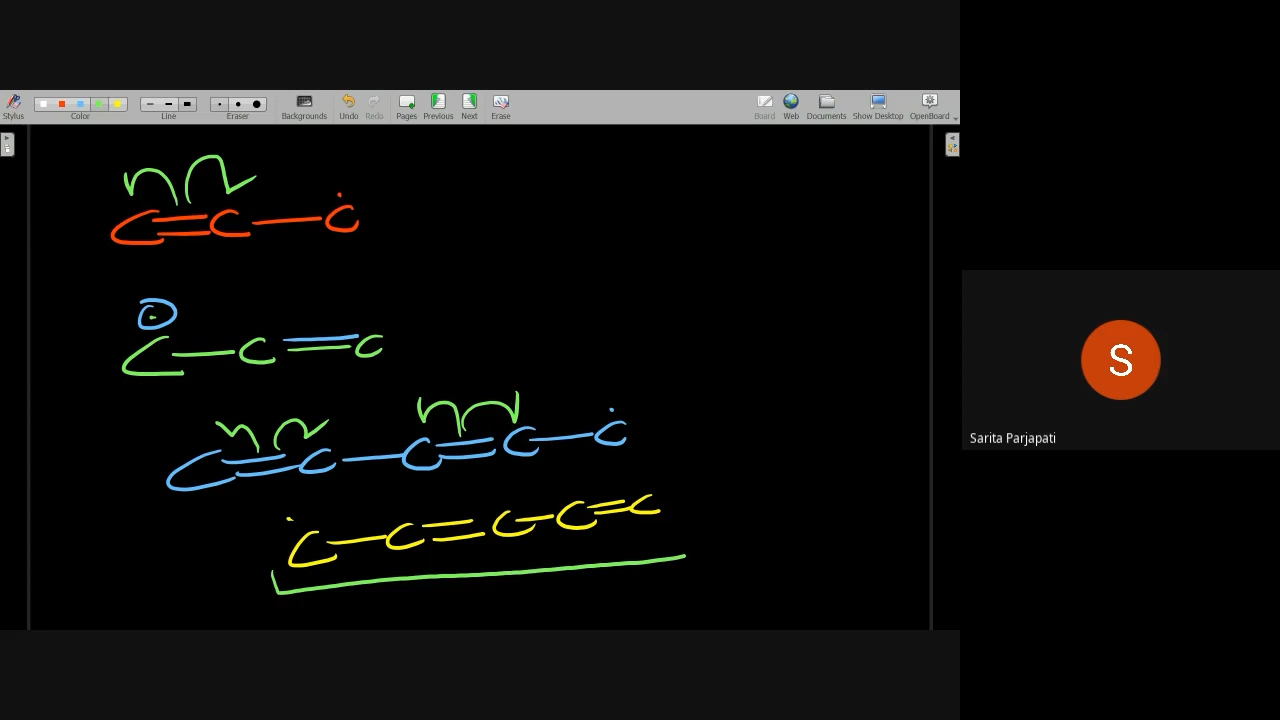 Stylus Color Line Eraser Backgrounds Undo Redo Pages Previous Next Erase Board Web Documents Show Desktop OpenBoard
C=C—Ċ
Ċ—C=C
S
Sarita Parjapati
C=C—C=C—Ċ
Ċ—C=C—C=C